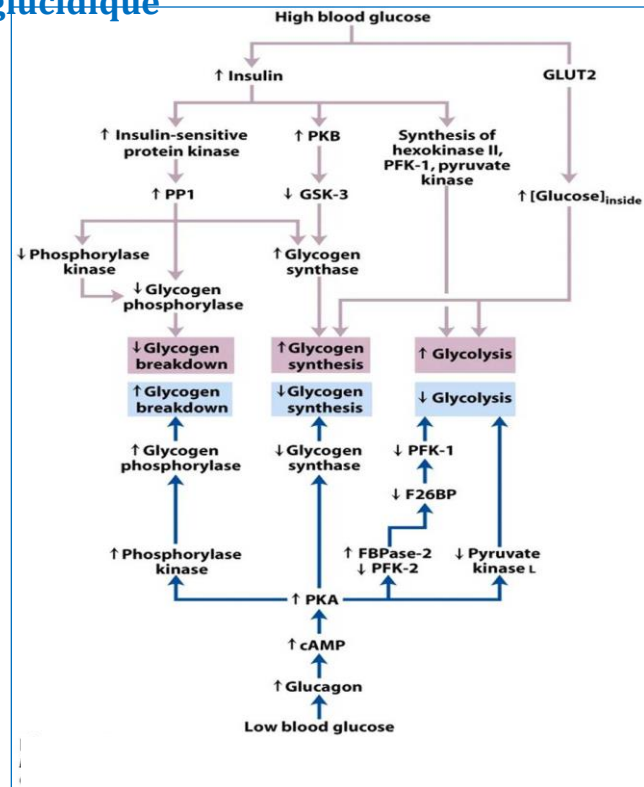 glucidique
High blood glucose
↑ Insulin
GLUT2
↑ Insulin-sensitive
protein kinase
↑ PKB
Synthesis of
hexokinase II,
PFK-1, pyruvate
kinase
↑ PP1
↓ GSK-3
↑ [Glucose]inside
↓ Phosphorylase
kinase
↓ Glycogen
phosphorylase
↑ Glycogen
synthase
↓ Glycogen
breakdown
↑ Glycogen
synthesis
↑ Glycolysis
↑ Glycogen
breakdown
↓ Glycogen
synthesis
↓ Glycolysis
↑ Glycogen
phosphorylase
↓ Glycogen
synthase
↓ PFK-1
↓ F26BP
↑ Phosphorylase
kinase
↑ FBPase-2
↓ PFK-2
↓ Pyruvate
kinase L
↑ PKA
↑ cAMP
↑ Glucagon
Low blood glucose